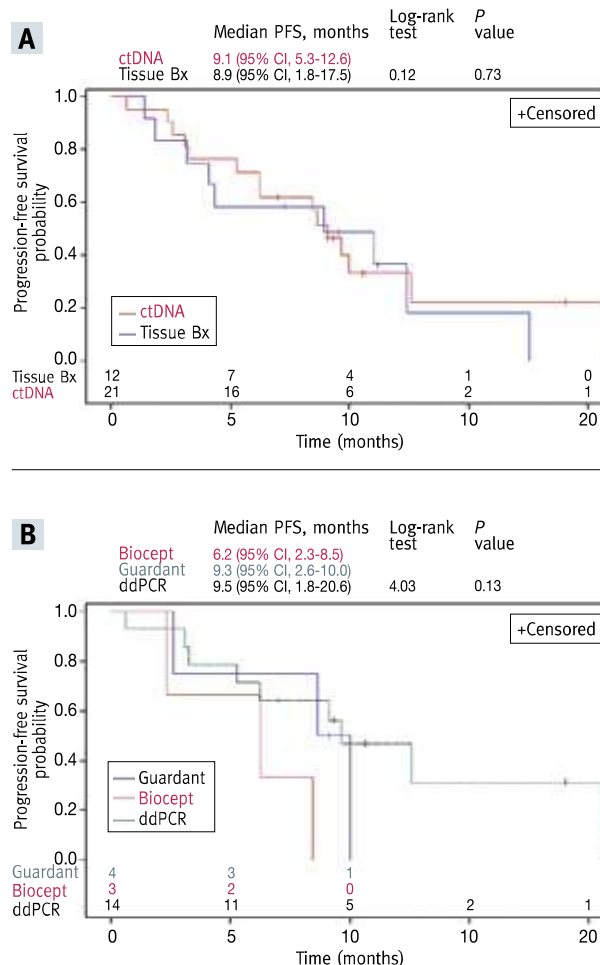 A
Median PFS, months Log-rank test P value
ctDNA 9.1 (95% CI, 5.3-12.6)
Tissue Bx 8.9 (95% CI, 1.8-17.5) 0.12 0.73
+Censored
Progression-free survival probability
1.0
0.8
0.6
0.4
0.2
0.0
ctDNA
Tissue Bx
Tissue Bx 12 7 4 1 0
ctDNA 21 16 6 2 1
0 5 10 10 20
Time (months)
B
Median PFS, months Log-rank test P value
Biocept 6.2 (95% CI, 2.3-8.5)
Guardant 9.3 (95% CI, 2.6-10.0)
ddPCR 9.5 (95% CI, 1.8-20.6) 4.03 0.13
+Censored
Progression-free survival probability
1.0
0.8
0.6
0.4
0.2
0.0
Guardant
Biocept
ddPCR
Guardant 4 3 1
Biocept 3 2 0
ddPCR 14 11 5 2 1
0 5 10 10 20
Time (months)